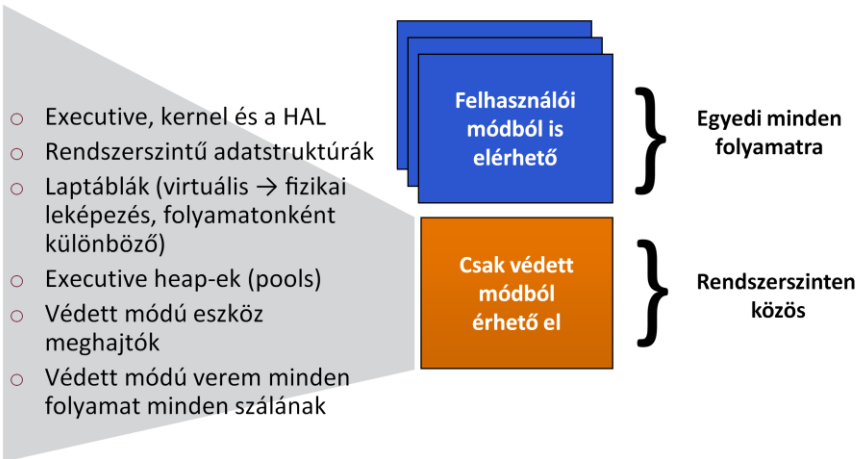 Executive, kernel és a HAL
Rendszerszintű adatstruktúrák
Laptáblák (virtuális → fizikai
leképezés, folyamatonként
különböző)
Executive heap-ek (pools)
Védett módú eszköz
meghajtók
Védett módú verem minden
folyamat minden szálának
Felhasználói
módból is
elérhető
Egyedi minden
folyamatra
Csak védett
módból
érhető el
Rendszerszinten
közös